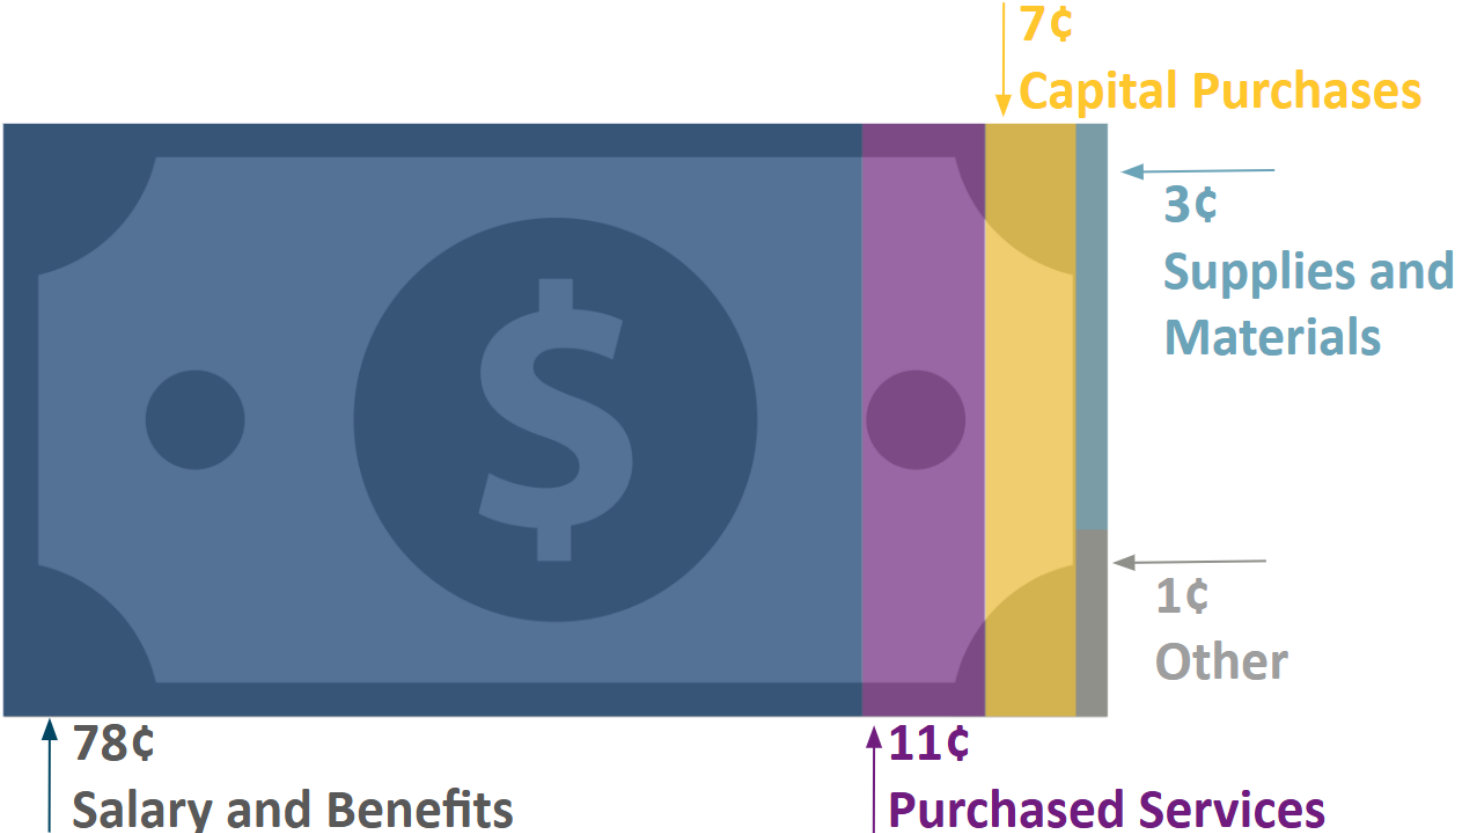 7¢
Capital Purchases
3¢
Supplies and
Materials
$
1¢
Other
78¢
Salary and Benefits
11¢
Purchased Services